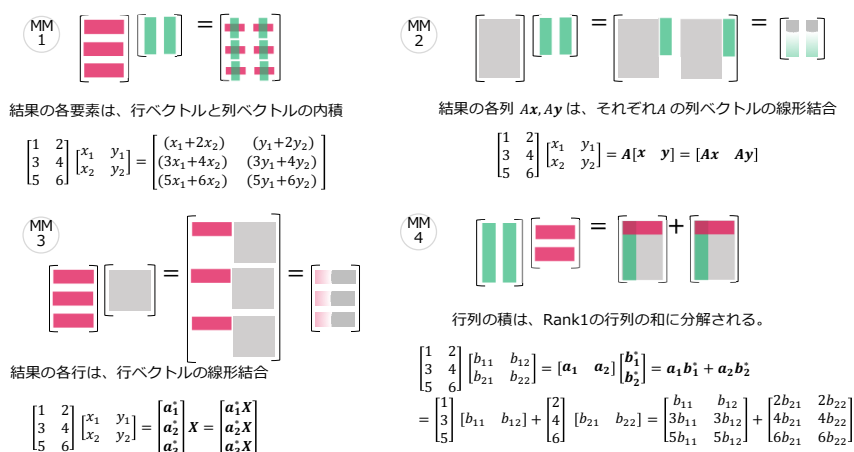 MM
1
結果の各要素は、行ベクトルと列ベクトルの内積
[1 2; 3 4; 5 6] [x₁ y₁; x₂ y₂] = [(x₁+2x₂) (y₁+2y₂); (3x₁+4x₂) (3y₁+4y₂); (5x₁+6x₂) (5y₁+6y₂)]
MM
2
結果の各列 Ax, Ay は、それぞれA の列ベクトルの線形結合
[1 2; 3 4; 5 6] [x₁ y₁; x₂ y₂] = A[x y] = [Ax Ay]
MM
3
結果の各行は、行ベクトルの線形結合
[1 2; 3 4; 5 6] [x₁ y₁; x₂ y₂] = [a₁*; a₂*; a₃*] X = [a₁*X; a₂*X; a₃*X]
MM
4
行列の積は、Rank1の行列の和に分解される。
[1 2; 3 4; 5 6] [b₁₁ b₁₂; b₂₁ b₂₂] = [a₁ a₂] [b₁*; b₂*] = a₁b₁* + a₂b₂*
= [1; 3; 5] [b₁₁ b₁₂] + [2; 4; 6] [b₂₁ b₂₂] = [b₁₁ b₁₂; 3b₁₁ 3b₁₂; 5b₁₁ 5b₁₂] + [2b₂₁ 2b₂₂; 4b₂₁ 4b₂₂; 6b₂₁ 6b₂₂]